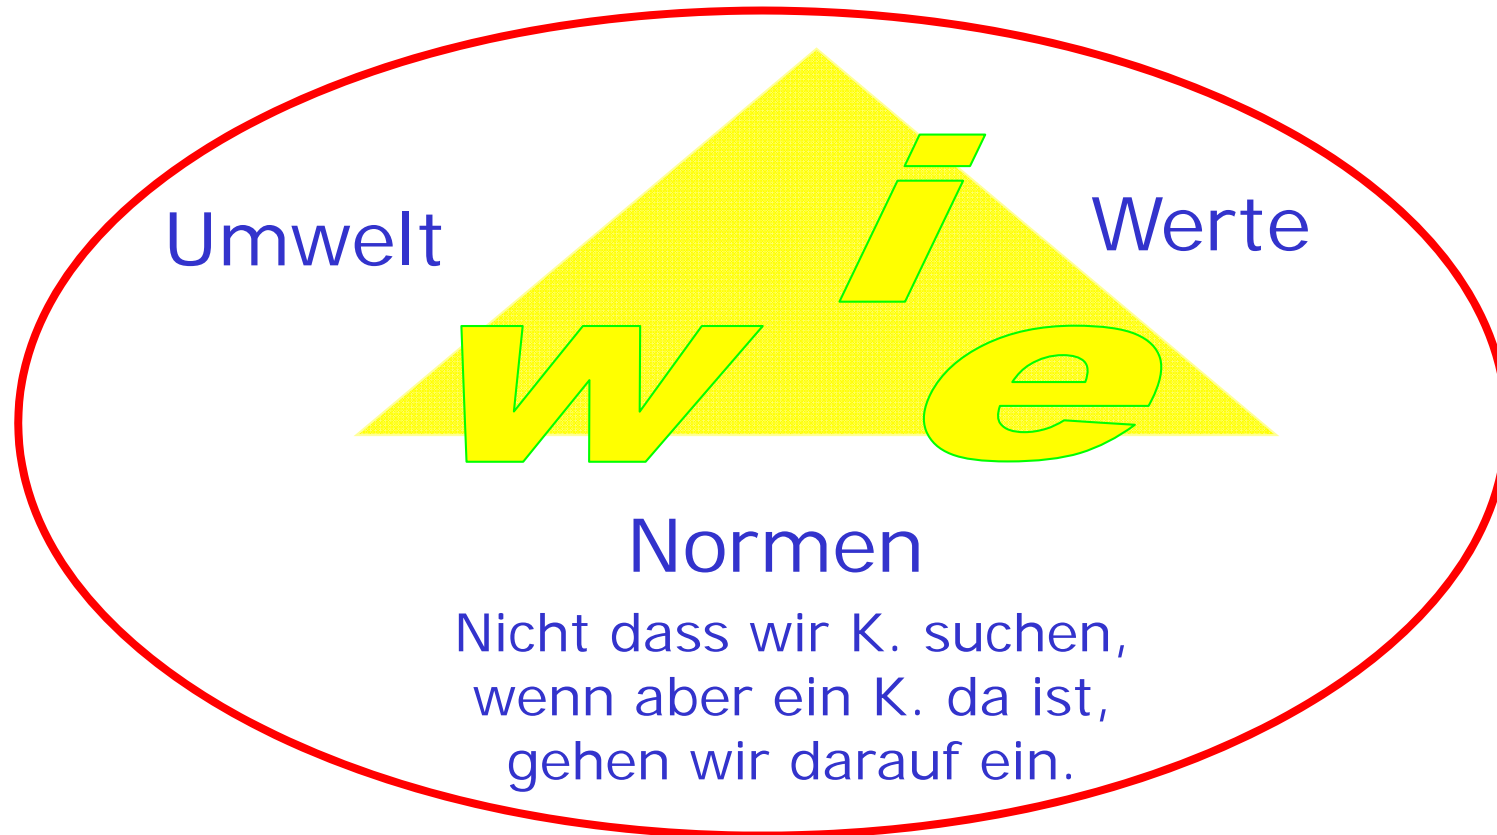 i
Umwelt
Werte
w e
Normen
Nicht dass wir K. suchen,
wenn aber ein K. da ist,
gehen wir darauf ein.